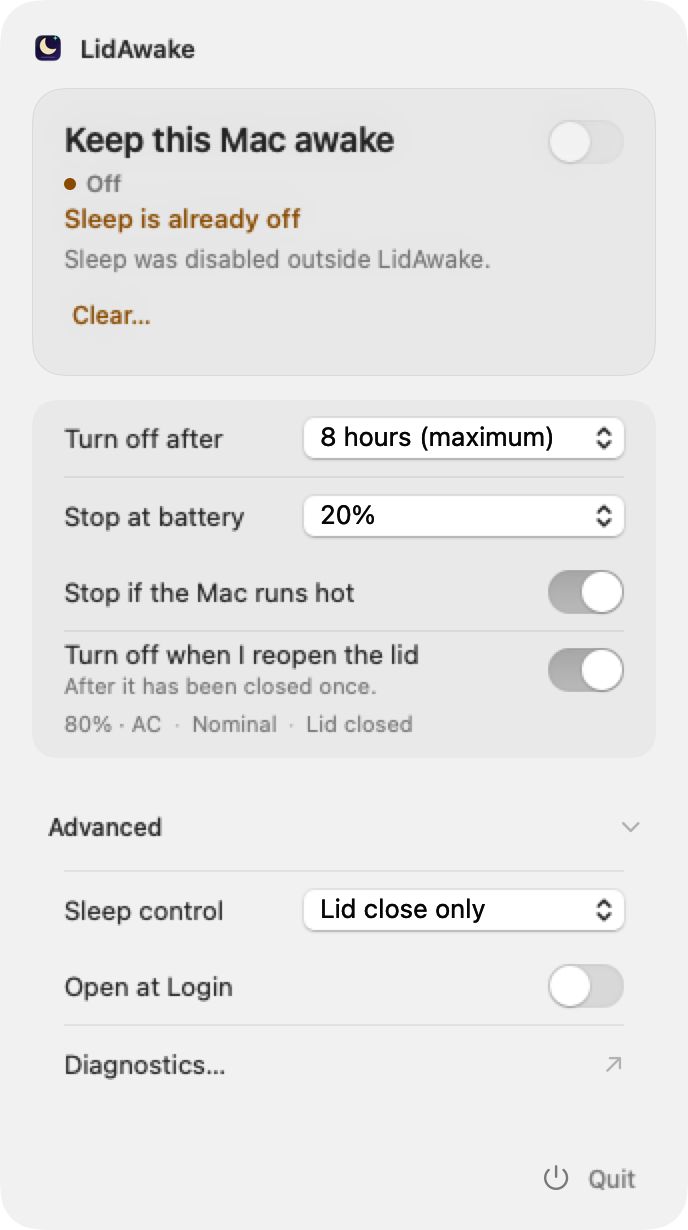 LidAwake
Keep this Mac awake
Off
Sleep is already off
Sleep was disabled outside LidAwake.
Clear...
Turn off after
8 hours (maximum)
Stop at battery
20%
Stop if the Mac runs hot
Turn off when I reopen the lid
After it has been closed once.
80% · AC · Nominal · Lid closed
Advanced
Sleep control
Lid close only
Open at Login
Diagnostics...
Quit